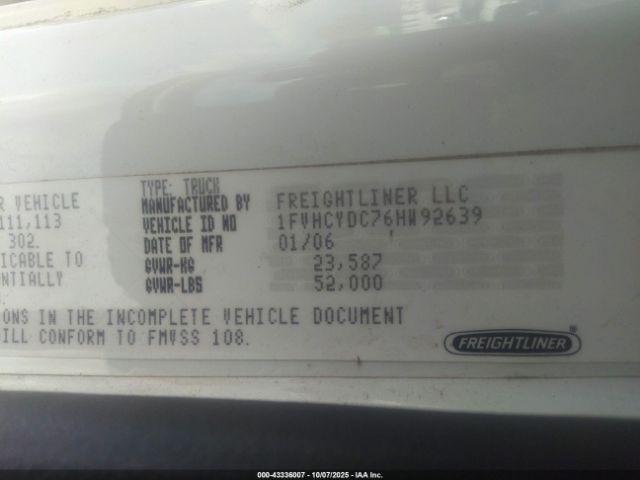 TYPE: TRUCK
R VEHICLE MANUFACTURED BY FREIGHTLINER LLC
111,113 VEHICLE ID NO 1FVHCYDC76HW92639
302. DATE OF MFR 01/06
ICABLE TO GVWR-KG 23,587
ENTIALLY GVWR-LBS 52,000
ONS IN THE INCOMPLETE VEHICLE DOCUMENT
ILL CONFORM TO FMVSS 108.
FREIGHTLINER®
000-43336007 - 10/07/2025 - IAA Inc.